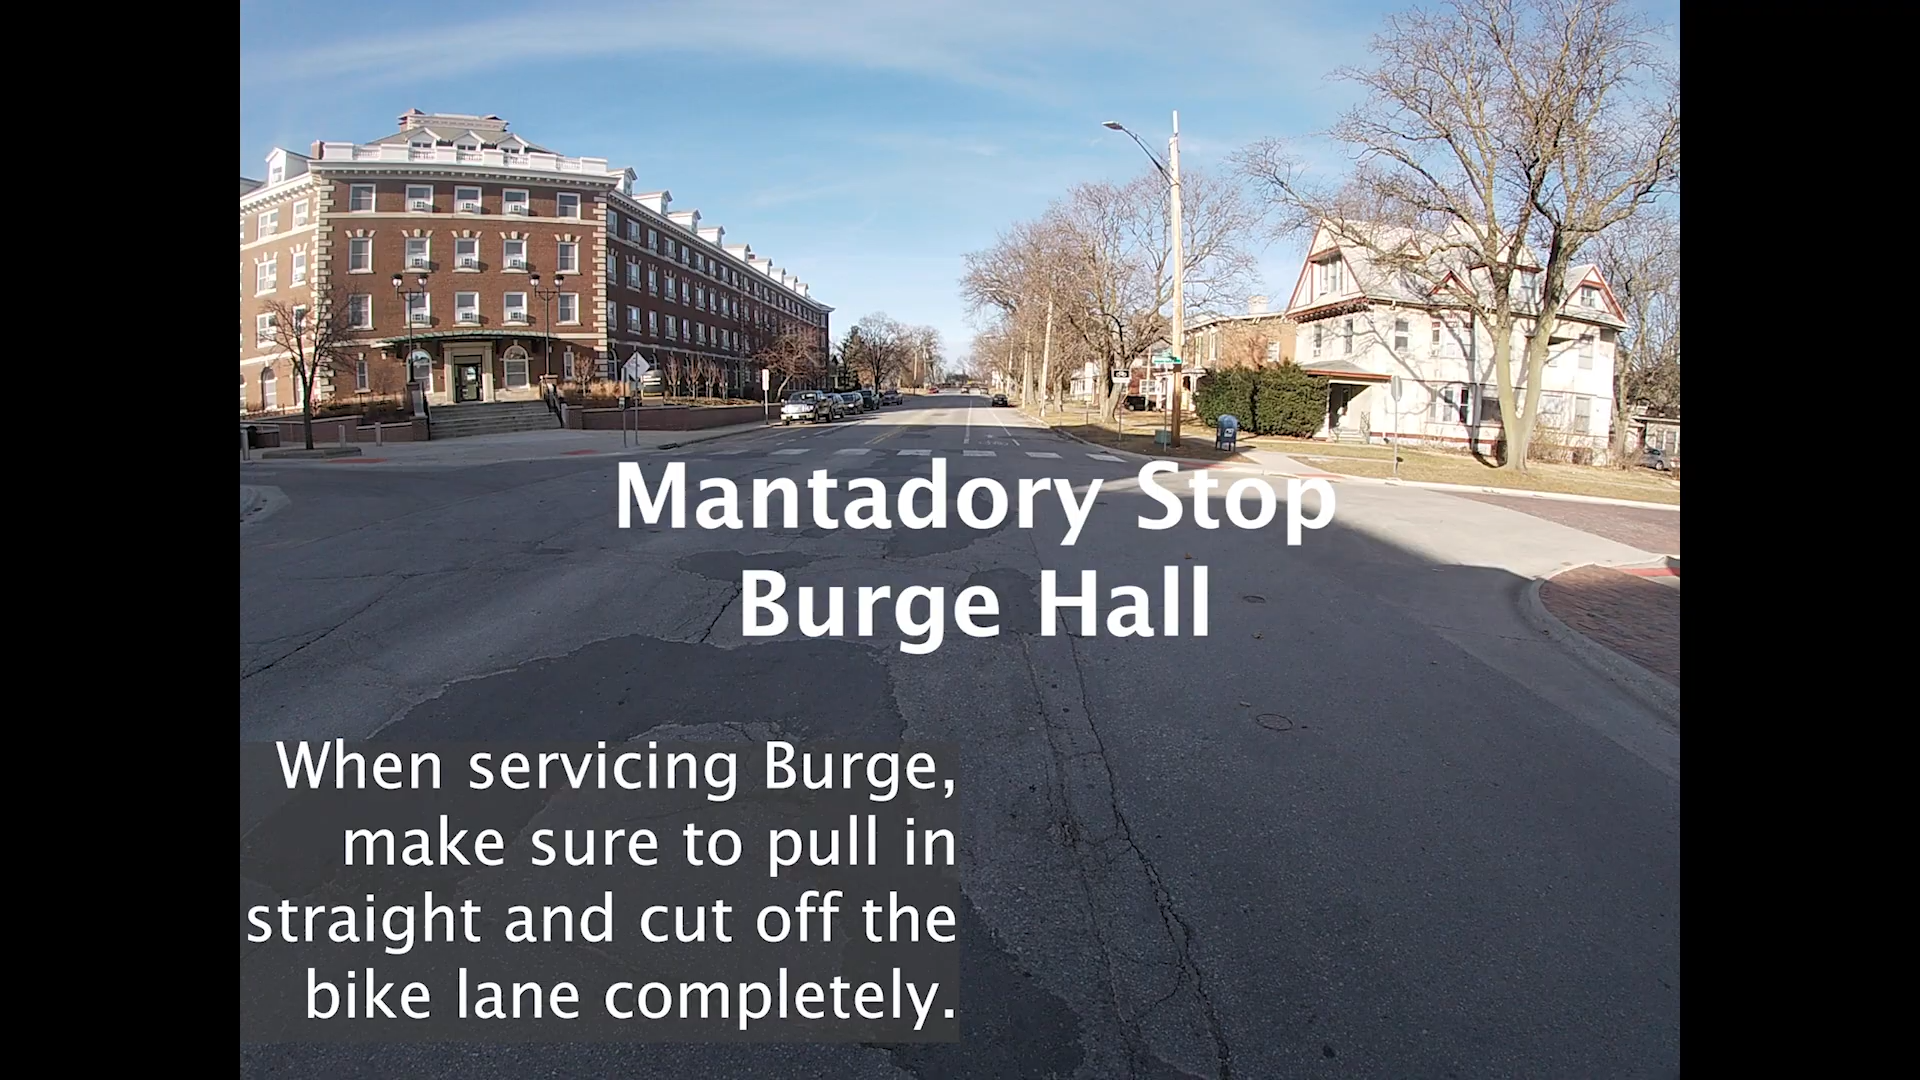 Mantadory Stop
Burge Hall
When servicing Burge,
make sure to pull in
straight and cut off the
bike lane completely.